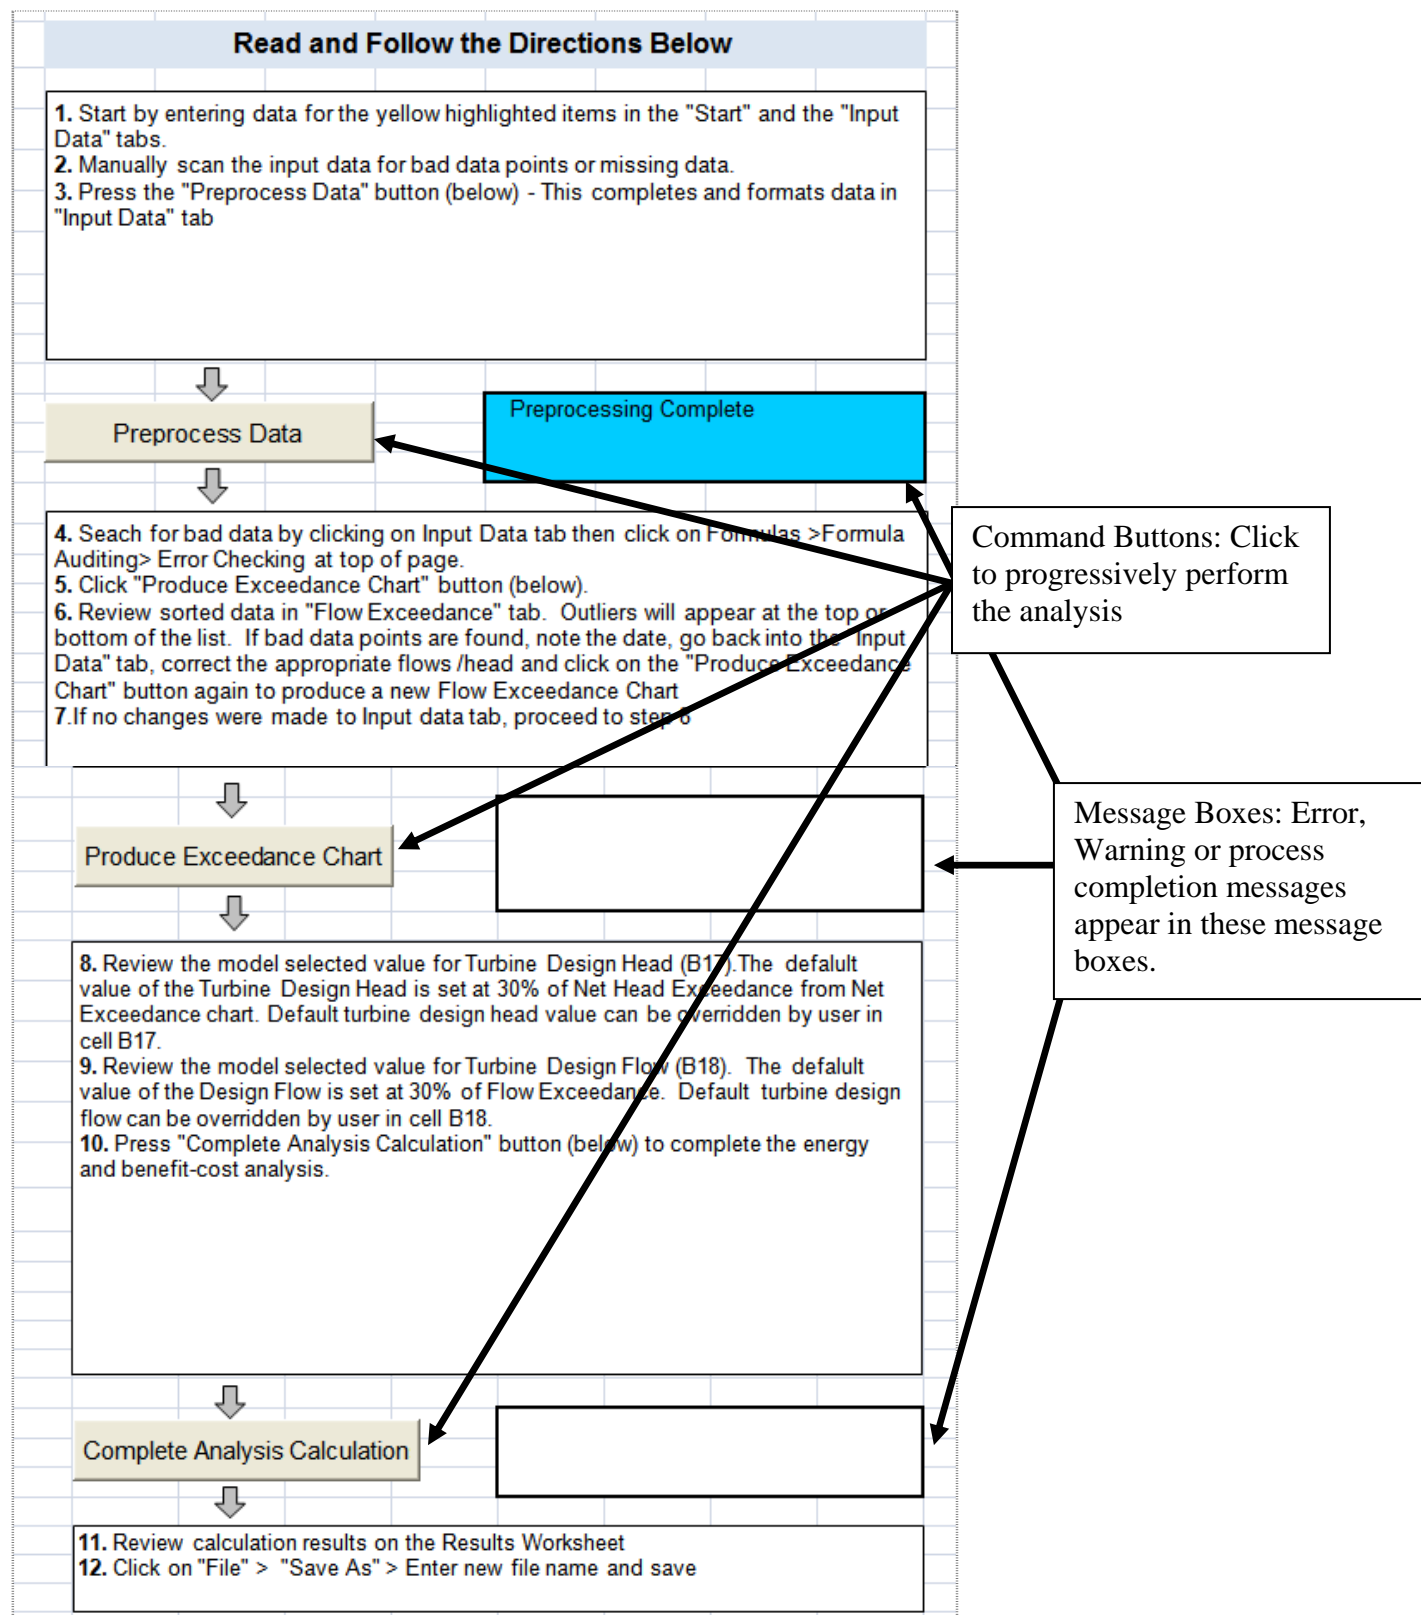 Read and Follow the Directions Below
1. Start by entering data for the yellow highlighted items in the "Start" and the "Input
Data" tabs.
2. Manually scan the input data for bad data points or missing data.
3. Press the "Preprocess Data" button (below) - This completes and formats data in
"Input Data" tab
Preprocess Data
Preprocessing Complete
4. Seach for bad data by clicking on Input Data tab then click on Formulas >Formula
Auditing> Error Checking at top of page.
5. Click "Produce Exceedance Chart" button (below).
6. Review sorted data in "Flow Exceedance" tab. Outliers will appear at the top or
bottom of the list. If bad data points are found, note the date, go back into the "Input
Data" tab, correct the appropriate flows /head and click on the "Produce Exceedance
Chart" button again to produce a new Flow Exceedance Chart
7.If no changes were made to Input data tab, proceed to step
Command Buttons: Click
to progressively perform
the analysis
Produce Exceedance Chart
Message Boxes: Error,
Warning or process
completion messages
appear in these message
boxes.
8. Review the model selected value for Turbine Design Head (B17).The defalult
value of the Turbine Design Head is set at 30% of Net Head Exceedance from Net
Exceedance chart. Default turbine design head value can be overridden by user in
cell B17.
9. Review the model selected value for Turbine Design Flow (B18). The defalult
value of the Design Flow is set at 30% of Flow Exceedance. Default turbine design
flow can be overridden by user in cell B18.
10. Press "Complete Analysis Calculation" button (below) to complete the energy
and benefit-cost analysis.
Complete Analysis Calculation
11. Review calculation results on the Results Worksheet
12. Click on "File" > "Save As" > Enter new file name and save